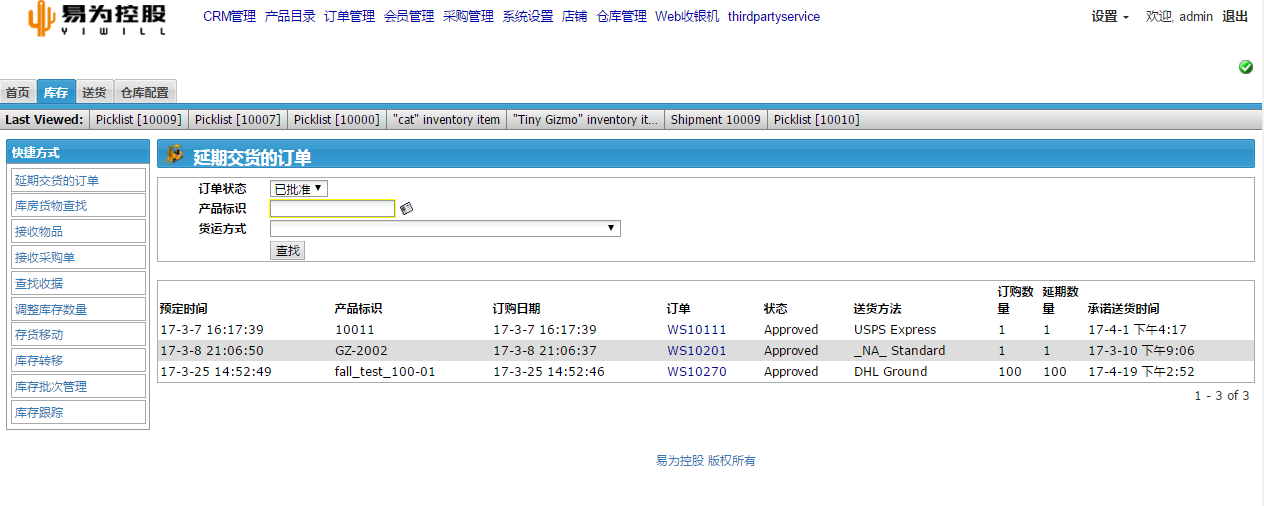 易为控股
YIWILL
CRM管理 产品目录 订单管理 会员管理 采购管理 系统设置 店铺 仓库管理 Web收银机 thirdpartyservice
设置 欢迎, admin 退出
首页 库存 送货 仓库配置
Last Viewed: Picklist [10009] Picklist [10007] Picklist [10000] "cat" inventory item "Tiny Gizmo" inventory it... Shipment 10009 Picklist [10010]
快捷方式
延期交货的订单
库房货物查找
接收物品
接收采购单
查找收据
调整库存数量
存货移动
库存转移
库存批次管理
库存跟踪
延期交货的订单
订单状态 已批准
产品标识
货运方式
查找
预定时间 产品标识 订购日期 订单 状态 送货方法 订购数量 延期数量 承诺送货时间
17-3-7 16:17:39 10011 17-3-7 16:17:39 WS10111 Approved USPS Express 1 1 17-4-1 下午4:17
17-3-8 21:06:50 GZ-2002 17-3-8 21:06:37 WS10201 Approved _NA_ Standard 1 1 17-3-10 下午9:06
17-3-25 14:52:49 fall_test_100-01 17-3-25 14:52:46 WS10270 Approved DHL Ground 100 100 17-4-19 下午2:52
1 - 3 of 3
易为控股 版权所有